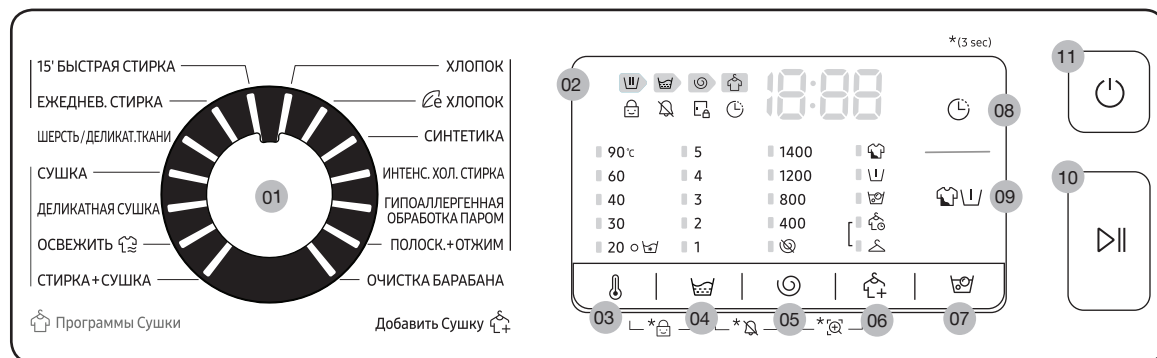 *(3 sec)
11
15' БЫСТРАЯ СТИРКА
ХЛОПОК
02
18:88
ЕЖЕДНЕВ. СТИРКА
ХЛОПОК
08
ШЕРСТЬ/ДЕЛИКАТ.ТКАНИ
СИНТЕТИКА
90°c 5 1400
СУШКА
ИНТЕНС. ХОЛ. СТИРКА
60 4 1200
10
01
40 3 800
09
ДЕЛИКАТНАЯ СУШКА
ГИПОАЛЛЕРГЕННАЯ
ОБРАБОТКА ПАРОМ
30 2 400
ОСВЕЖИТЬ
ПОЛОСК.+ОТЖИМ
20 1
СТИРКА+СУШКА
ОЧИСТКА БАРАБАНА
Программы Сушки
Добавить Сушку
03 04 05 06 07
* * *